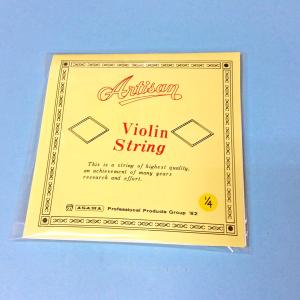 Artisan
Violin
String
This is a string of highest quality,
an achievement of many years
research and effort.
Professional Products Group '82
1/4